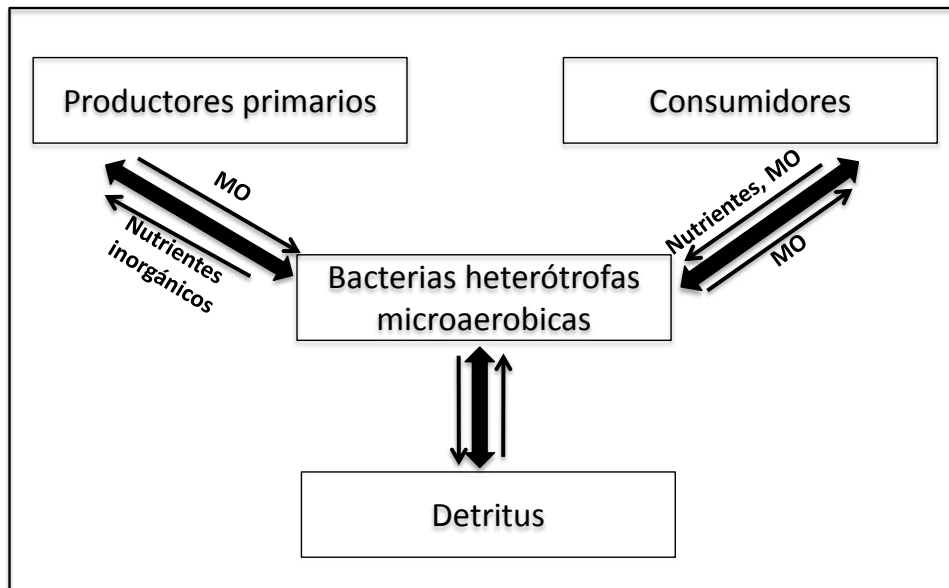 Productores primarios
Consumidores
MO
Nutrientes
inorgánicos
Nutrientes, MO
MO
Bacterias heterótrofas
microaerobicas
Detritus